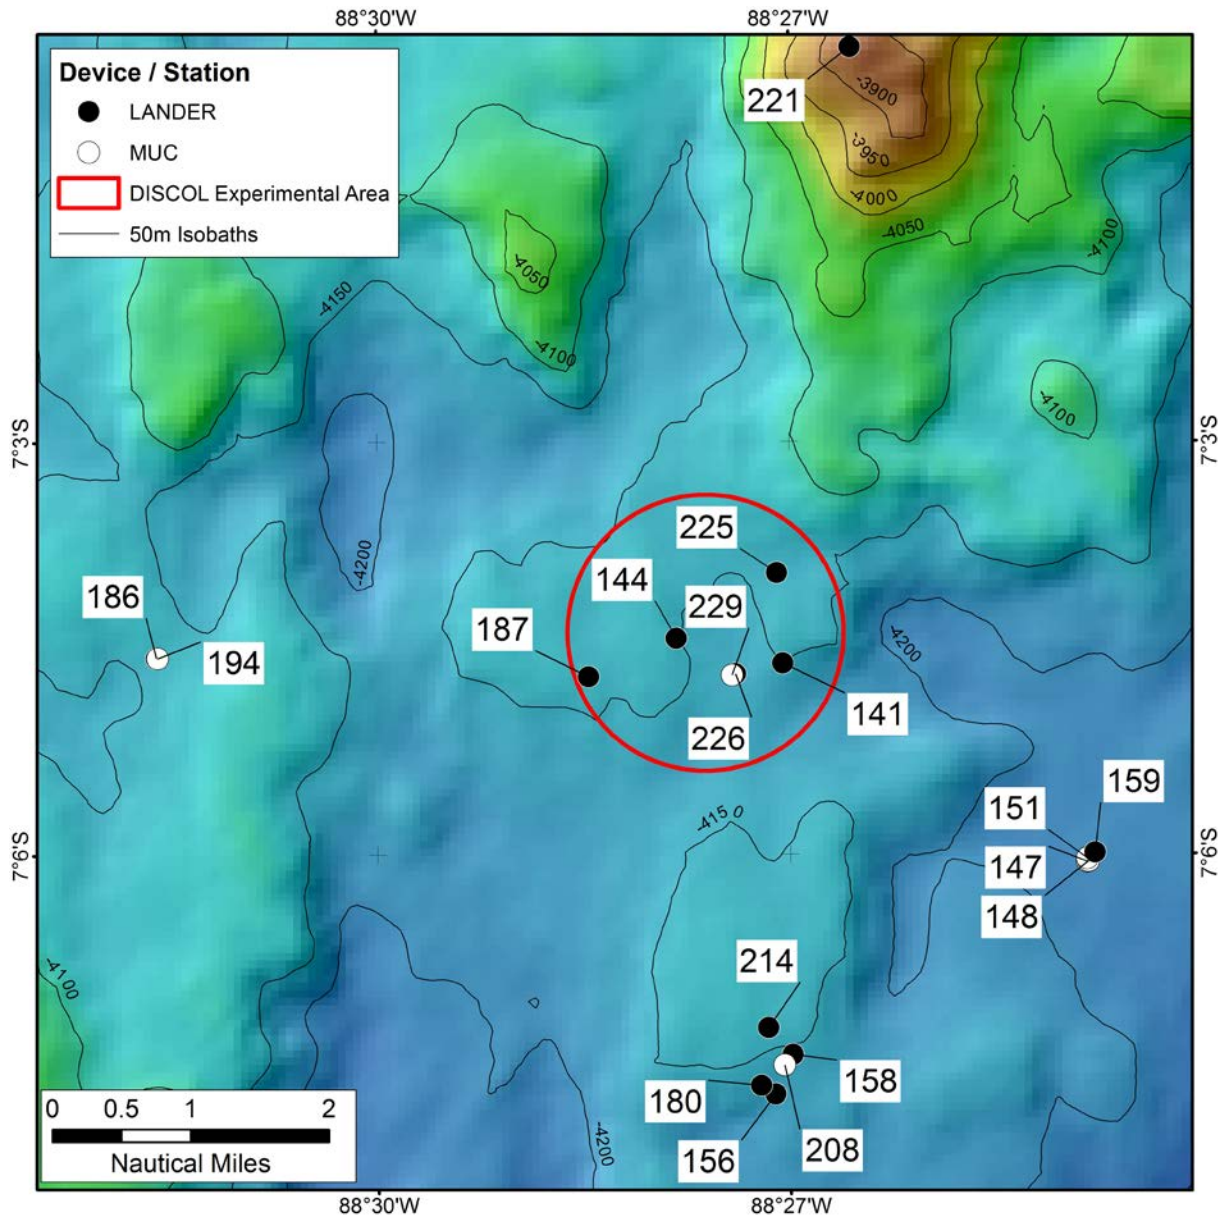 88°30'W 88°27'W
Device / Station
LANDER
MUC
DISCOL Experimental Area
50m Isobaths
221
-3900
-3950
-4000
-4050
-4100
-4050
-4150
-4100
-4100
7°3'S 7°3'S
-4200
225
144
229
186
187
194
-4200
141
226
159
151
-4150
7°6'S 7°6'S
147
148
214
-4100
158
180
208
156
-4200
0 0.5 1 2
Nautical Miles
88°30'W 88°27'W